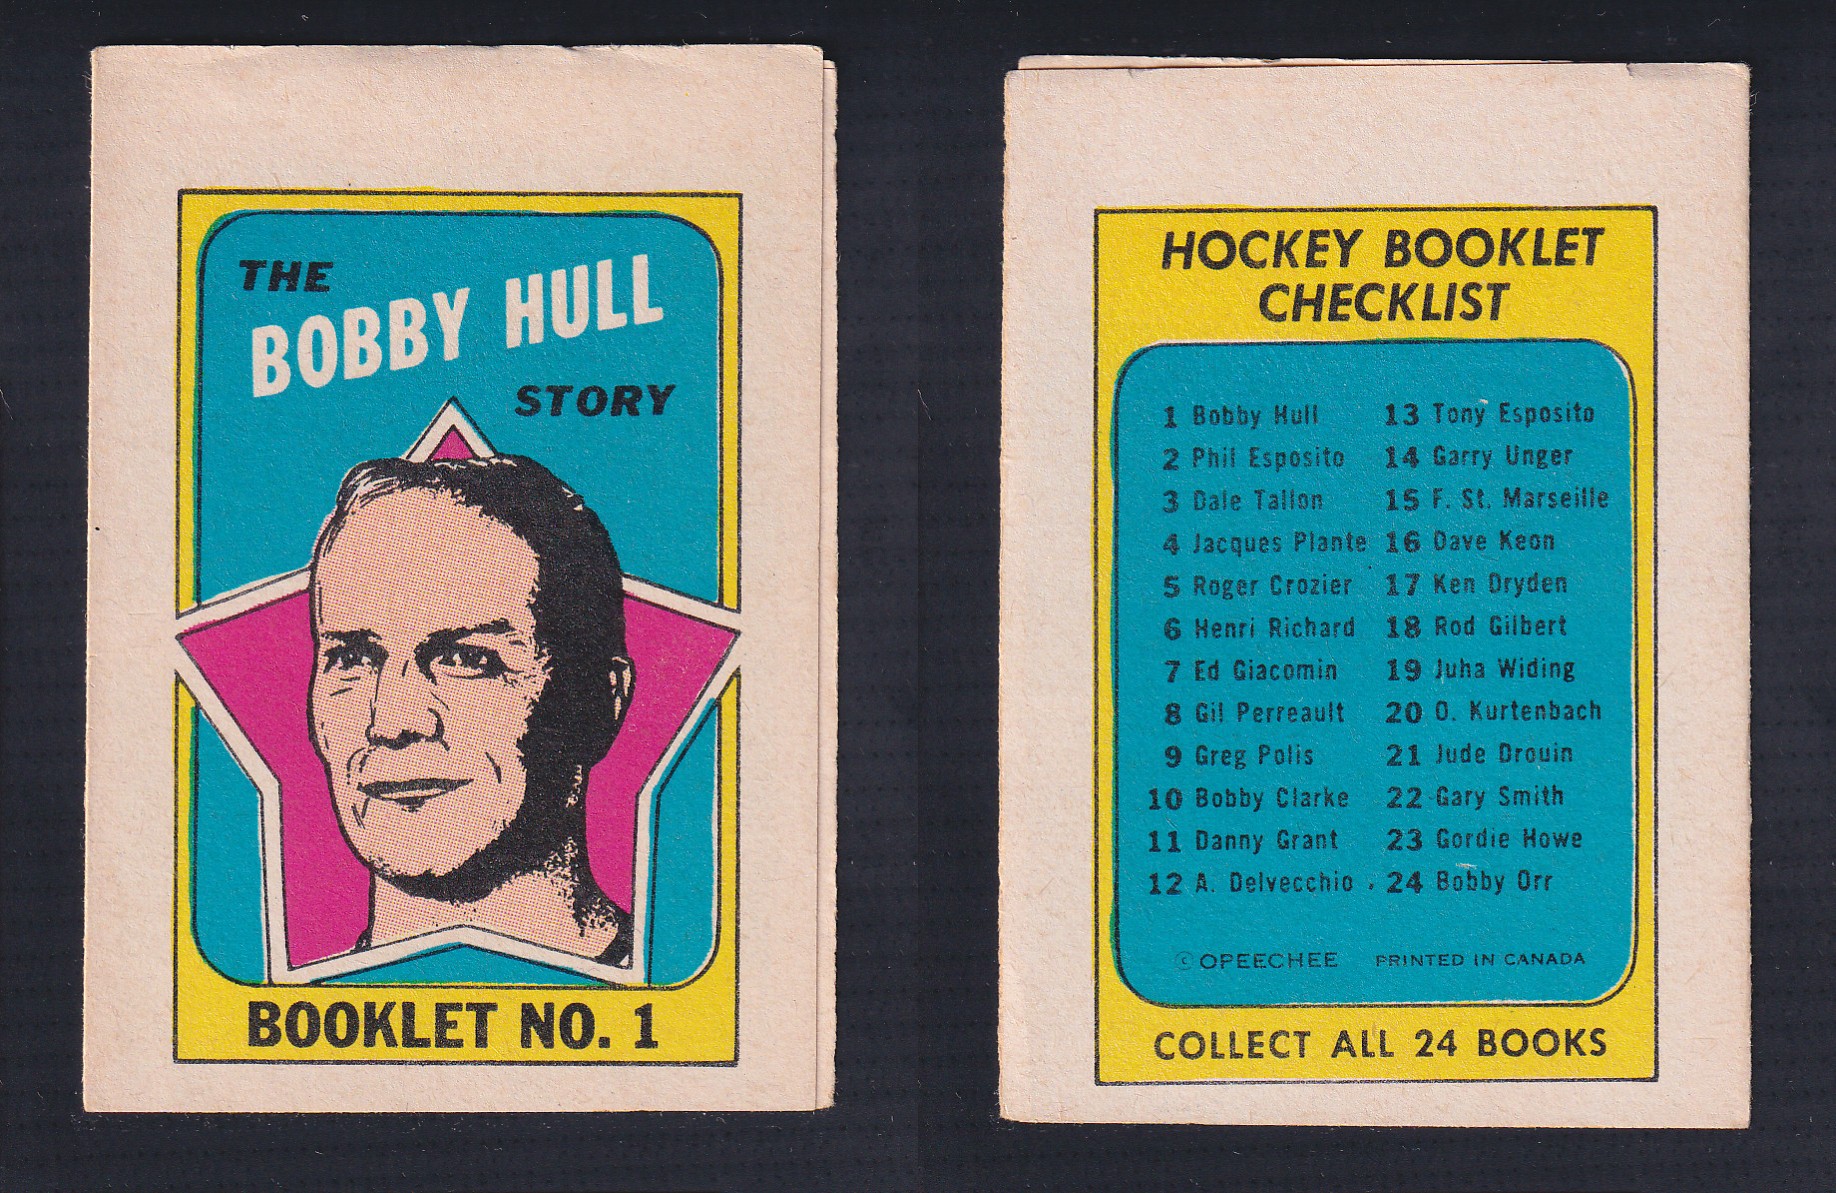 THE
BOBBY HULL
STORY
BOOKLET NO. 1
HOCKEY BOOKLET
CHECKLIST
1 Bobby Hull
2 Phil Esposito
3 Dale Tallon
4 Jacques Plante
5 Roger Crozier
6 Henri Richard
7 Ed Giacomin
8 Gil Perreault
9 Greg Polis
10 Bobby Clarke
11 Danny Grant
12 A. Delvecchio
13 Tony Esposito
14 Garry Unger
15 F. St. Marseille
16 Dave Keon
17 Ken Dryden
18 Rod Gilbert
19 Juha Widing
20 O. Kurtenbach
21 Jude Drouin
22 Gary Smith
23 Gordie Howe
24 Bobby Orr
© OPEECHEE PRINTED IN CANADA
COLLECT ALL 24 BOOKS